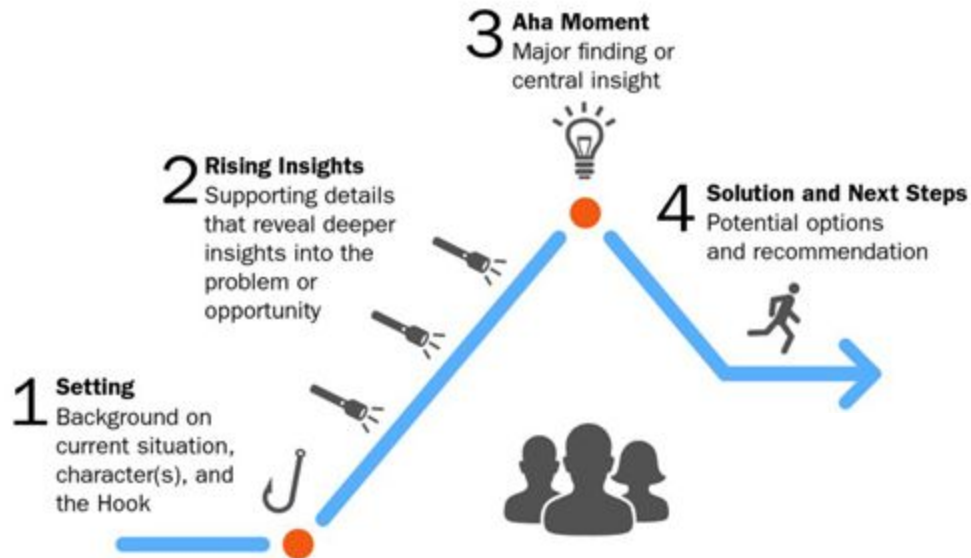 1 Setting
Background on
current situation,
character(s), and
the Hook
2 Rising Insights
Supporting details
that reveal deeper
insights into the
problem or
opportunity
3 Aha Moment
Major finding or
central insight
4 Solution and Next Steps
Potential options
and recommendation